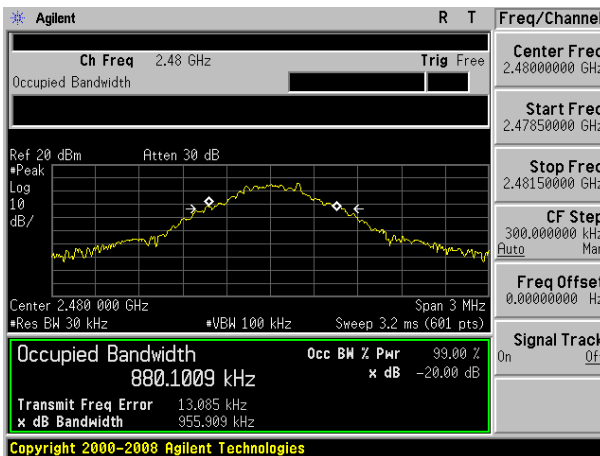 Agilent R T
Freq/Channel
Ch Freq 2.48 GHz Trig Free
Occupied Bandwidth
Center Freq
2.48000000 GHz
Start Freq
2.47850000 GHz
Stop Freq
2.48150000 GHz
CF Step
300.000000 kHz
Auto Man
Freq Offset
0.00000000 Hz
Signal Track
On Off
Ref 20 dBm Atten 30 dB
#Peak
Log
10
dB/
Center 2.480 000 GHz Span 3 MHz
#Res BW 30 kHz #VBW 100 kHz Sweep 3.2 ms (601 pts)
Occupied Bandwidth Occ BW % Pwr 99.00 %
880.1009 kHz x dB -20.00 dB
Transmit Freq Error 13.085 kHz
x dB Bandwidth 955.909 kHz
Copyright 2000-2008 Agilent Technologies